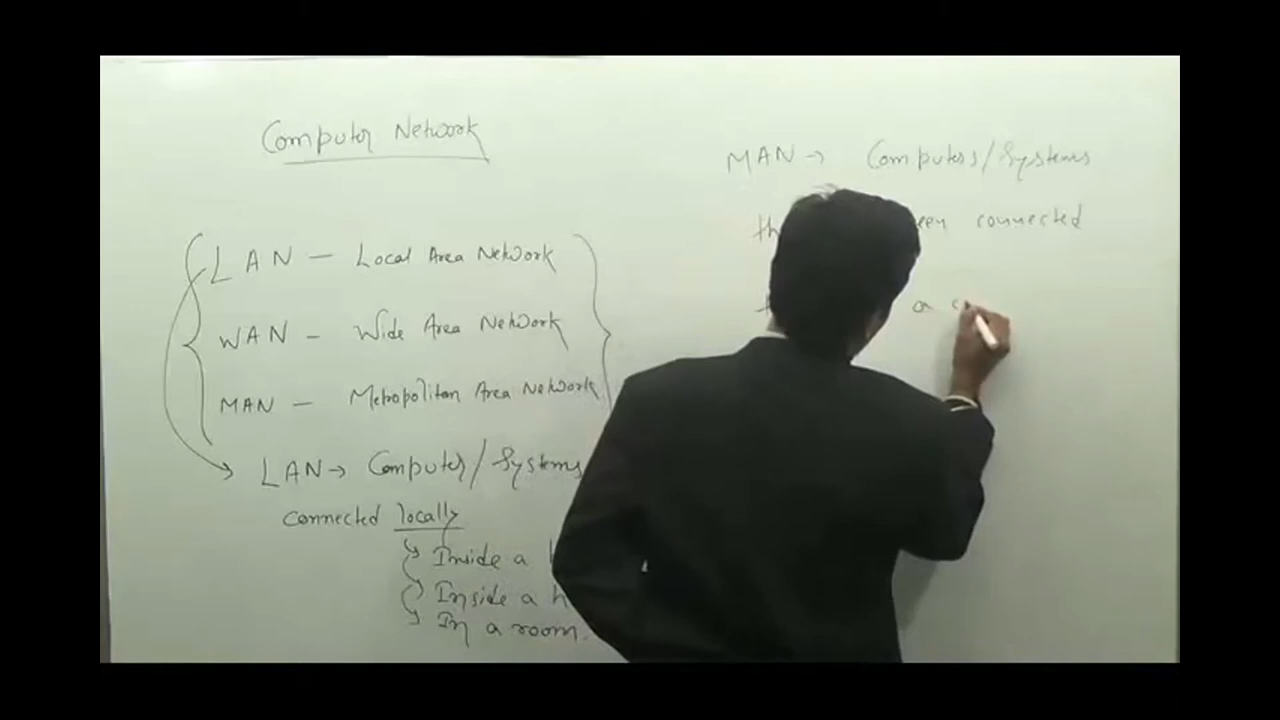 Computer Network
LAN - Local Area Network
WAN - Wide Area Network
MAN - Metropolitan Area Network
LAN → Computer/Systems
connected locally
Inside a
Inside a
In a room.
MAN → Computers/Systems
connected
a